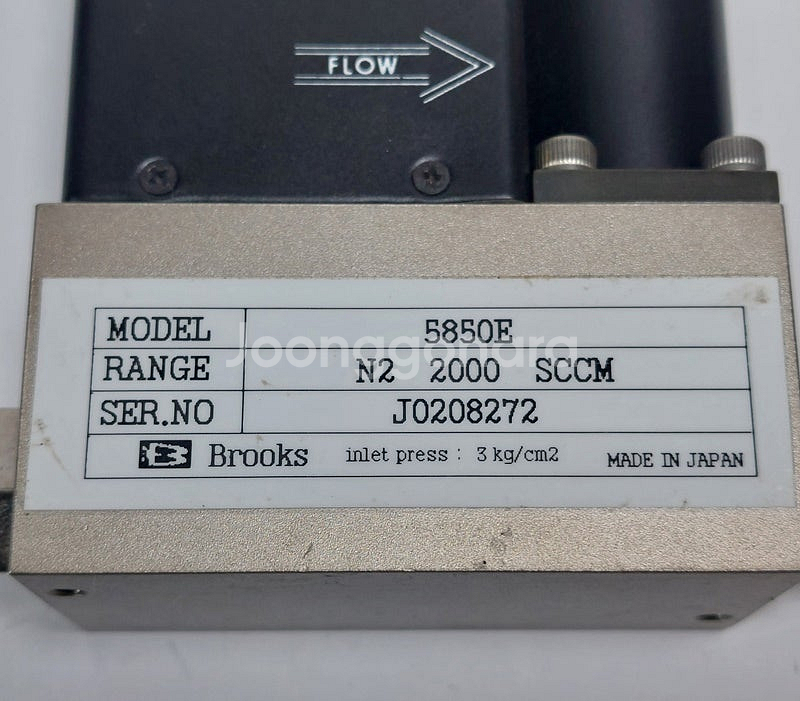 FLOW
MODEL 5850E
Joonggonara
RANGE N2 2000 SCCM
SER.NO J0208272
Brooks inlet press : 3 kg/cm2 MADE IN JAPAN